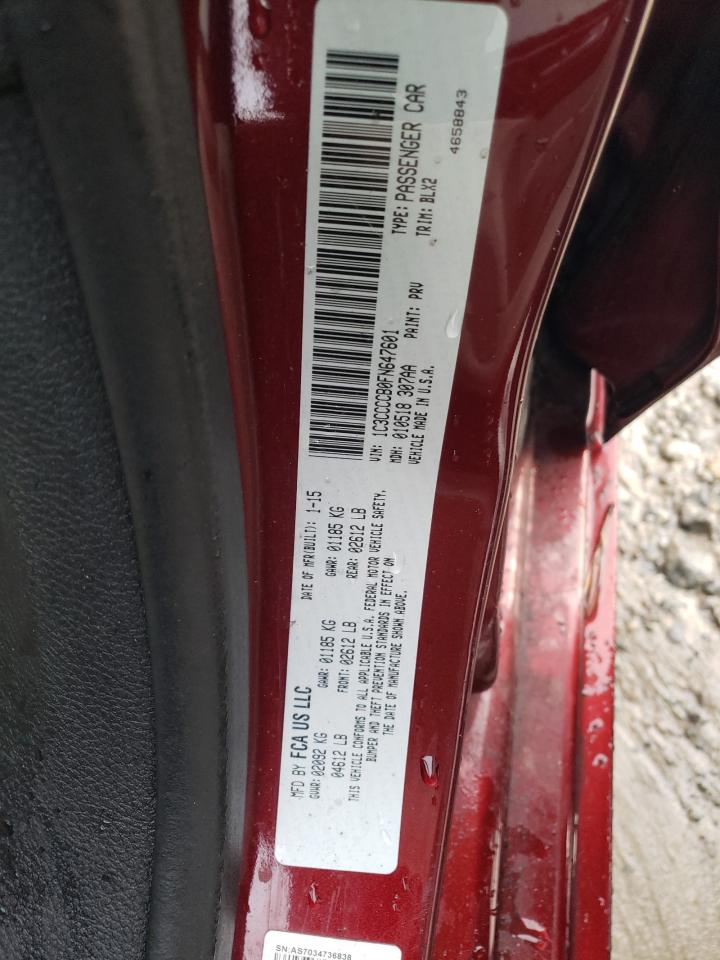 MFD BY FCA US LLC
DATE OF MFR(BUILT): 1-15
GVWR: 02092 KG
GAWR: 01185 KG
GAWR: 01185 KG
04612 LB
FRONT: 02612 LB
REAR: 02612 LB
THIS VEHICLE CONFORMS TO ALL APPLICABLE U.S.A. FEDERAL MOTOR VEHICLE SAFETY,
BUMPER AND THEFT PREVENTION STANDARDS IN EFFECT ON
THE DATE OF MANUFACTURE SHOWN ABOVE.
VIN: 1C3CCCCB0FN647601
TYPE: PASSENGER CAR
MDH: 010518 307AA
PAINT: PRV
TRIM: BLX2
VEHICLE MADE IN U.S.A.
4658843
SN:AS7034736838